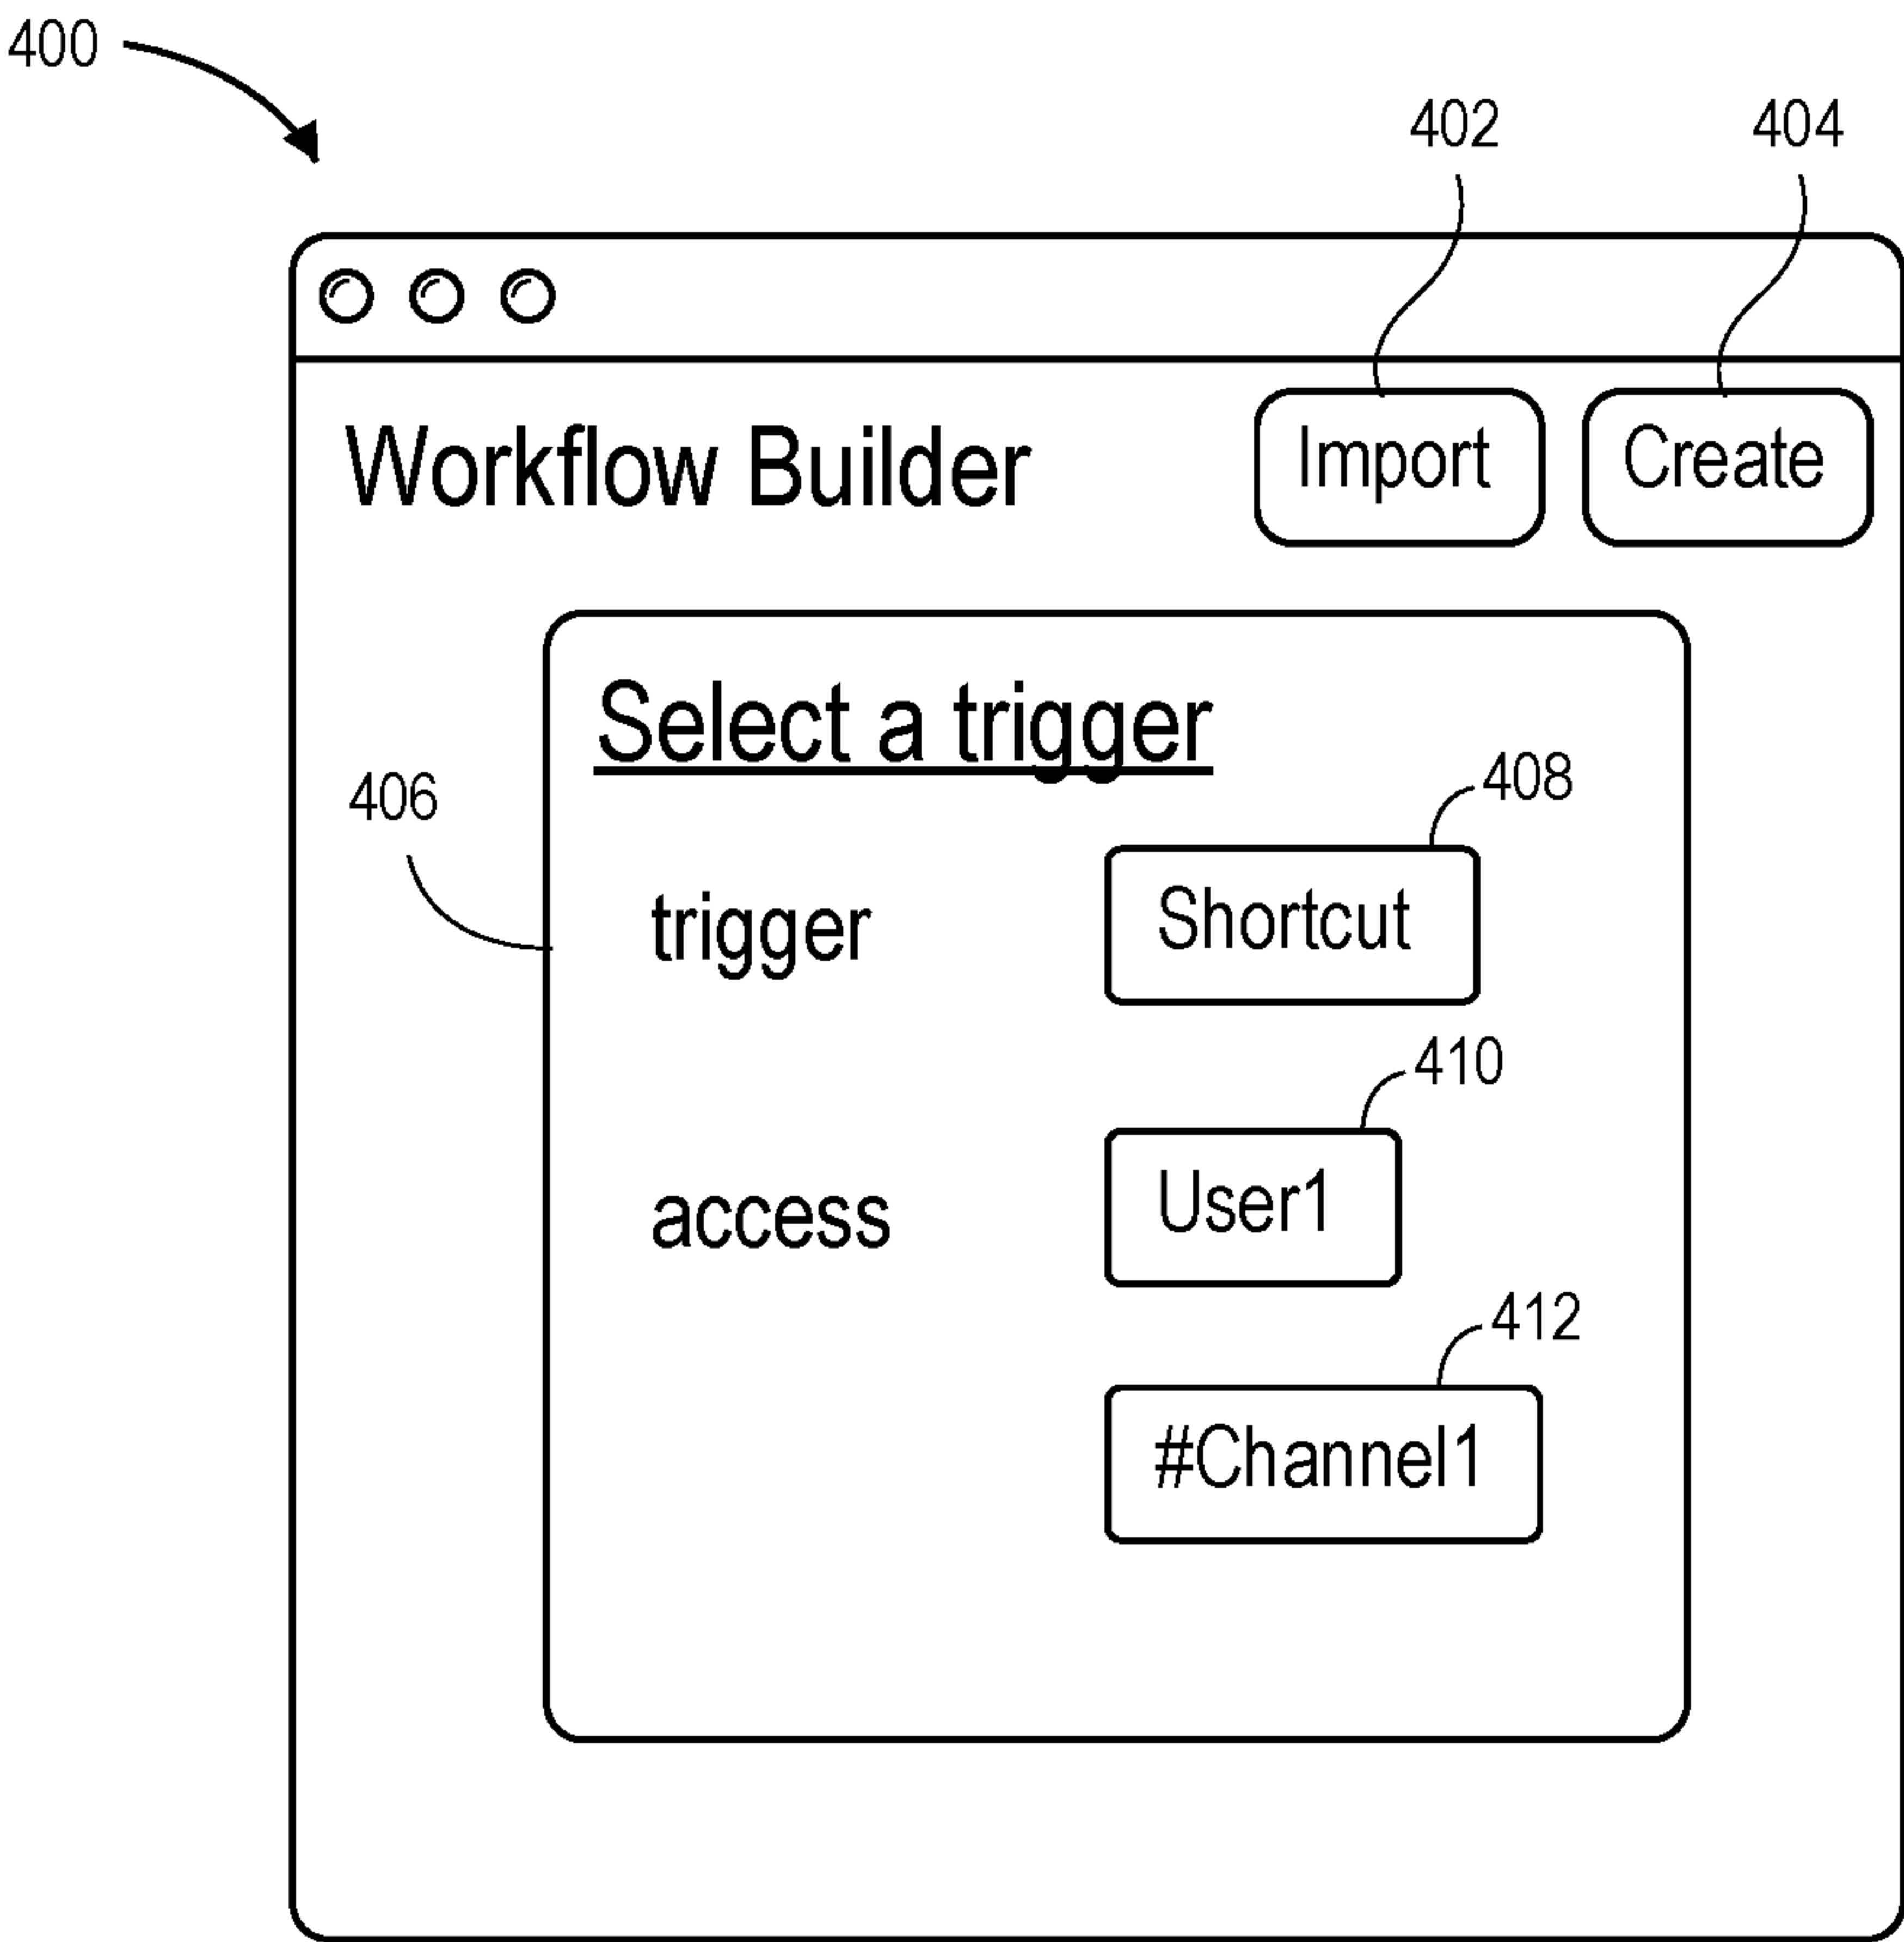 400
402 404
Workflow Builder Import Create
Select a trigger
406 408
trigger Shortcut
410
access User1
412
#Channel1